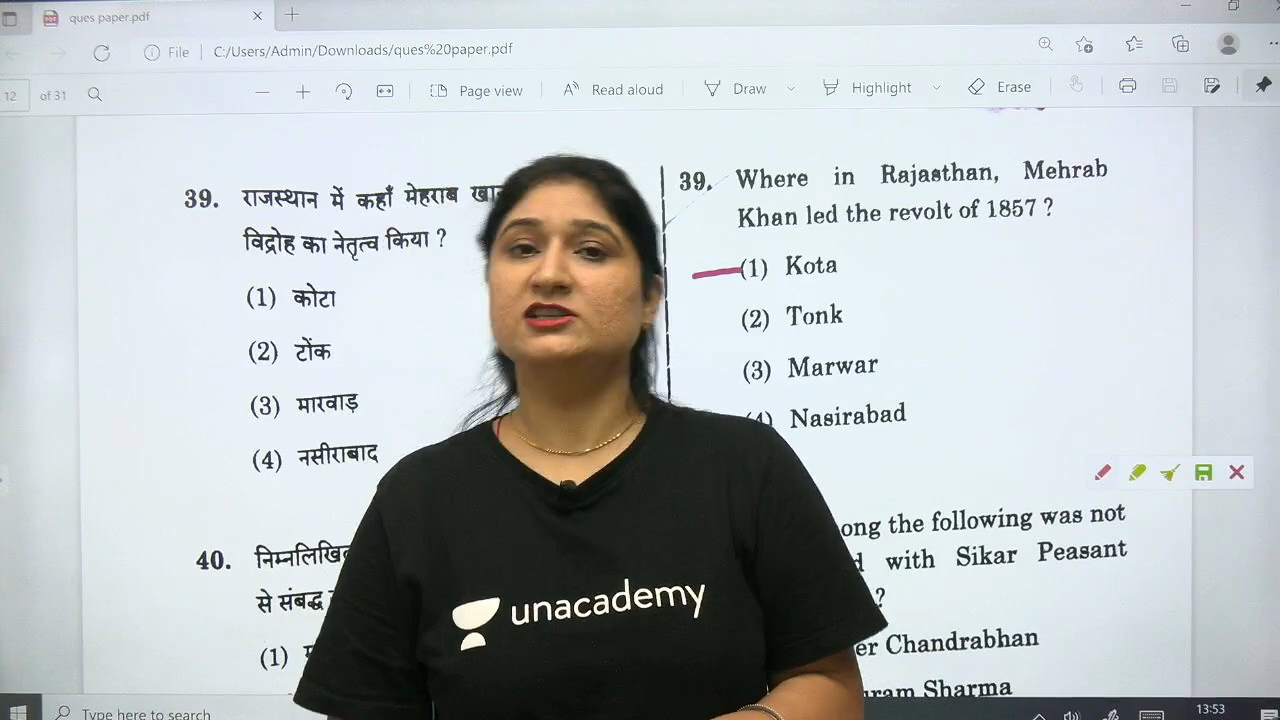 ques paper.pdf
File
C:/Users/Admin/Downloads/ques%20paper.pdf
12 of 31
Page view
Read aloud
Draw
Highlight
Erase
39. राजस्थान में कहाँ मेहराब
विद्रोह का नेतृत्व किया ?
(1) कोटा
(2) टोंक
(3) मारवाड़
(4) नसीराबाद
40.
से संबद्ध
(1)
39. Where in Rajasthan, Mehrab
Khan led the revolt of 1857 ?
(1) Kota
(2) Tonk
(3) Marwar
(4) Nasirabad
the following was not
with Sikar Peasant
?
Chandrabhan
Sharma
unacademy
Type here to search
13:53